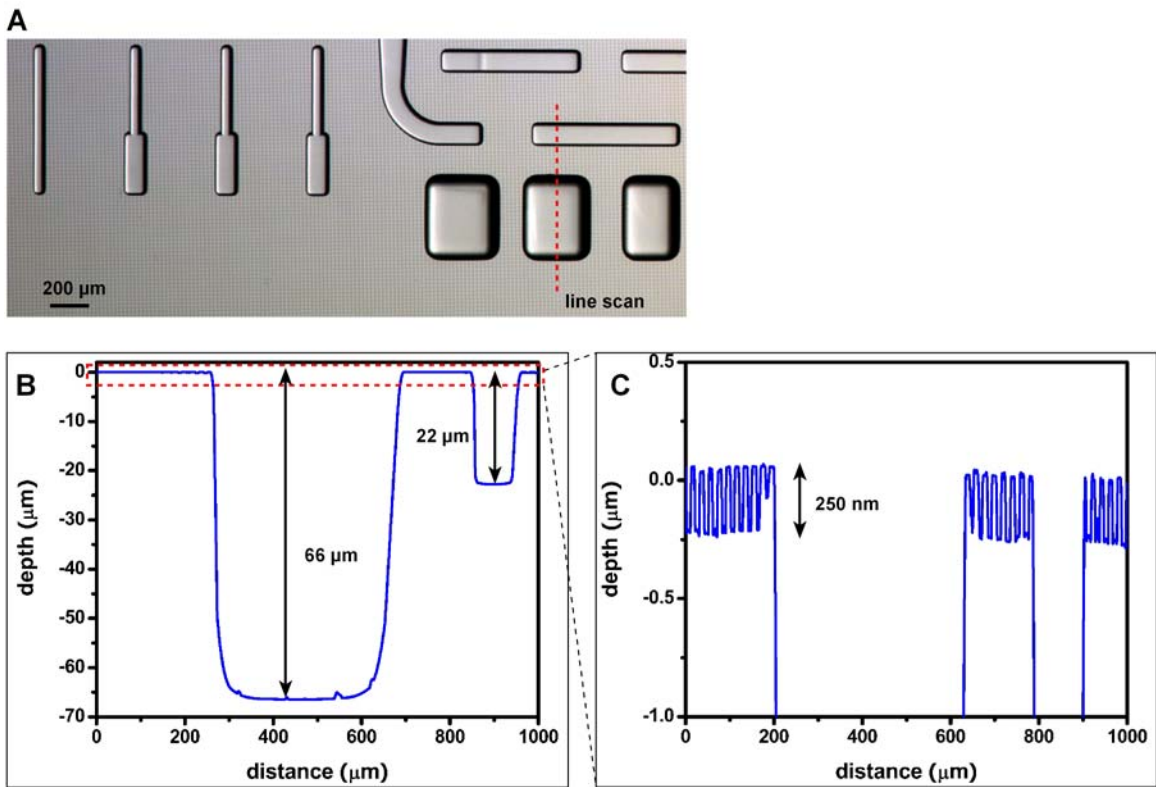 A
200 µm
line scan
B
0
-10
-20
-30
-40
-50
-60
-70
depth (µm)
22 µm
66 µm
0 200 400 600 800 1000
distance (µm)
C
0.5
0.0
-0.5
-1.0
depth (µm)
250 nm
0 200 400 600 800 1000
distance (µm)